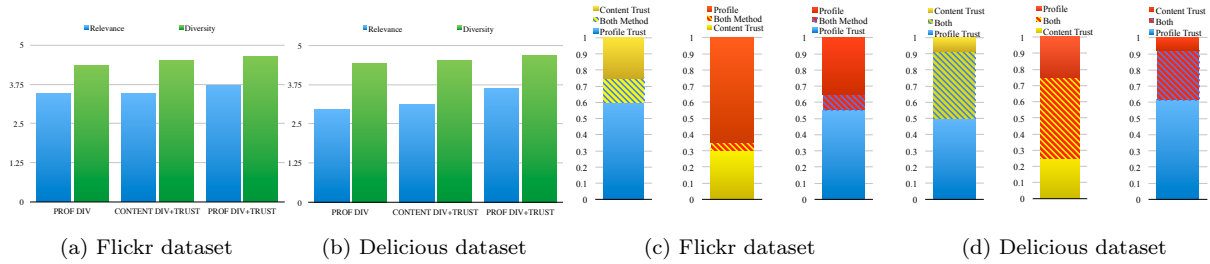 Relevance Diversity
5
3.75
2.5
1.25
0
PROF DIV CONTENT DIV+TRUST PROF DIV+TRUST
(a) Flickr dataset
Relevance Diversity
5
3.75
2.5
1.25
0
PROF DIV CONTENT DIV+TRUST PROF DIV+TRUST
(b) Delicious dataset
Content Trust
Both Method
Profile Trust
1
0.9
0.8
0.7
0.6
0.5
0.4
0.3
0.2
0.1
0
Profile
Both Method
Content Trust
1
0.9
0.8
0.7
0.6
0.5
0.4
0.3
0.2
0.1
0
Profile
Both Method
Profile Trust
1
0.9
0.8
0.7
0.6
0.5
0.4
0.3
0.2
0.1
0
(c) Flickr dataset
Content Trust
Both
Profile Trust
1
0.9
0.8
0.7
0.6
0.5
0.4
0.3
0.2
0.1
0
Profile
Both
Content Trust
1
0.9
0.8
0.7
0.6
0.5
0.4
0.3
0.2
0.1
0
Content Trust
Both
Profile Trust
1
0.9
0.8
0.7
0.6
0.5
0.4
0.3
0.2
0.1
0
(d) Delicious dataset